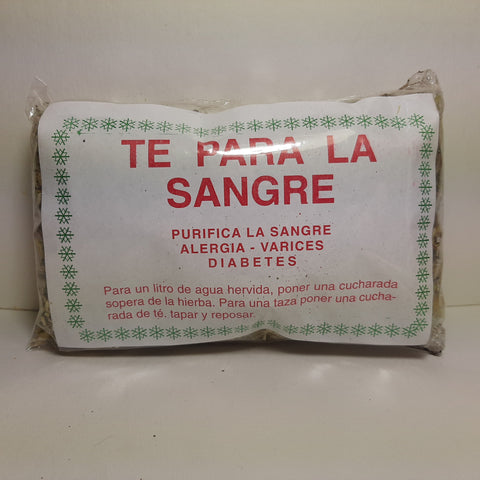 TE PARA LA
SANGRE
PURIFICA LA SANGRE
ALERGIA - VARICES
DIABETES
Para un litro de agua hervida, poner una cucharada
sopera de la hierba. Para una taza poner una cucha-
rada de té. tapar y reposar.